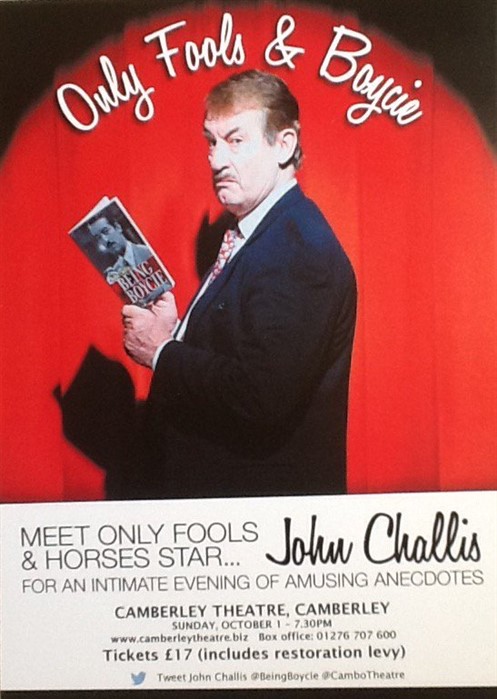 Only Fools & Boycie
BEING
BOYCIE
MEET ONLY FOOLS
& HORSES STAR... John Challis
FOR AN INTIMATE EVENING OF AMUSING ANECDOTES
CAMBERLEY THEATRE, CAMBERLEY
SUNDAY, OCTOBER 1 - 7.30PM
www.camberleytheatre.biz Box office: 01276 707 600
Tickets £17 (includes restoration levy)
Tweet John Challis @BeingBoycie @CamboTheatre